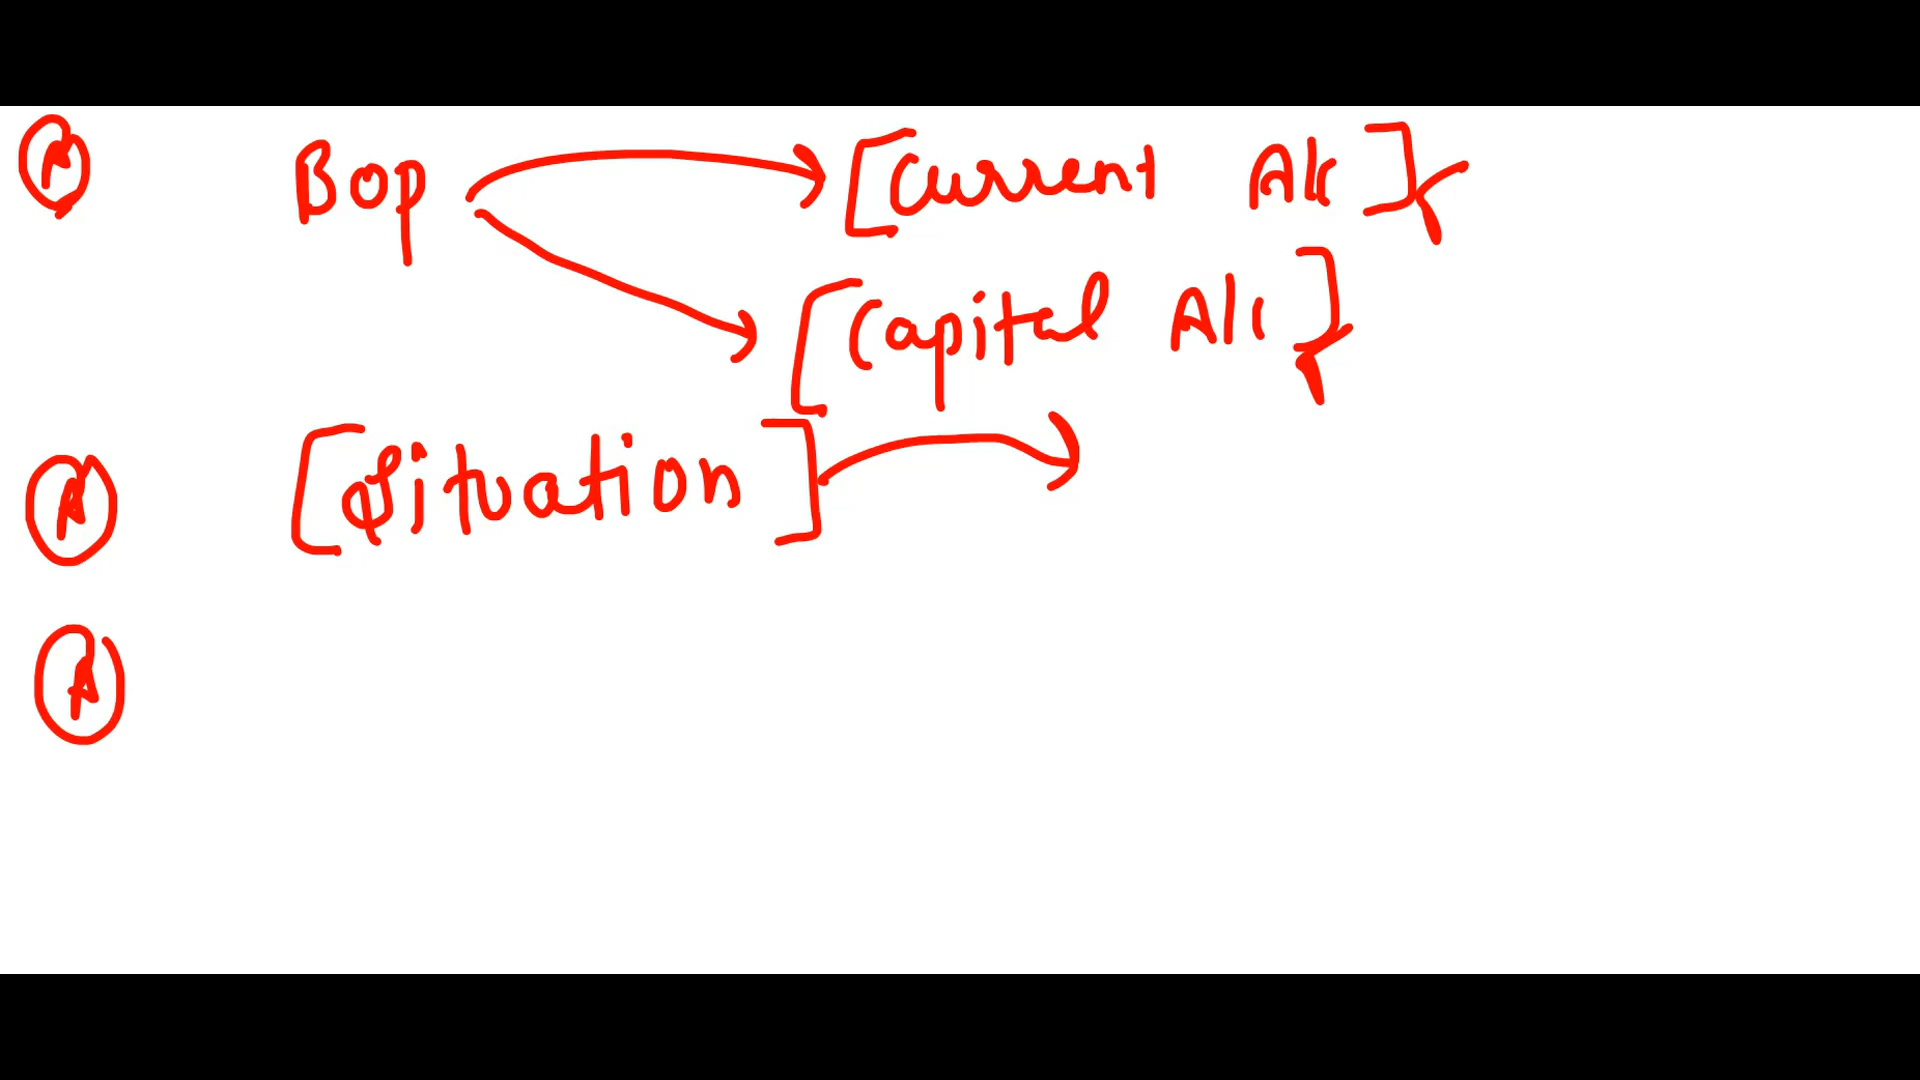 A Bop [Current A/c]
[Capital A/c]
A [Situation]
A